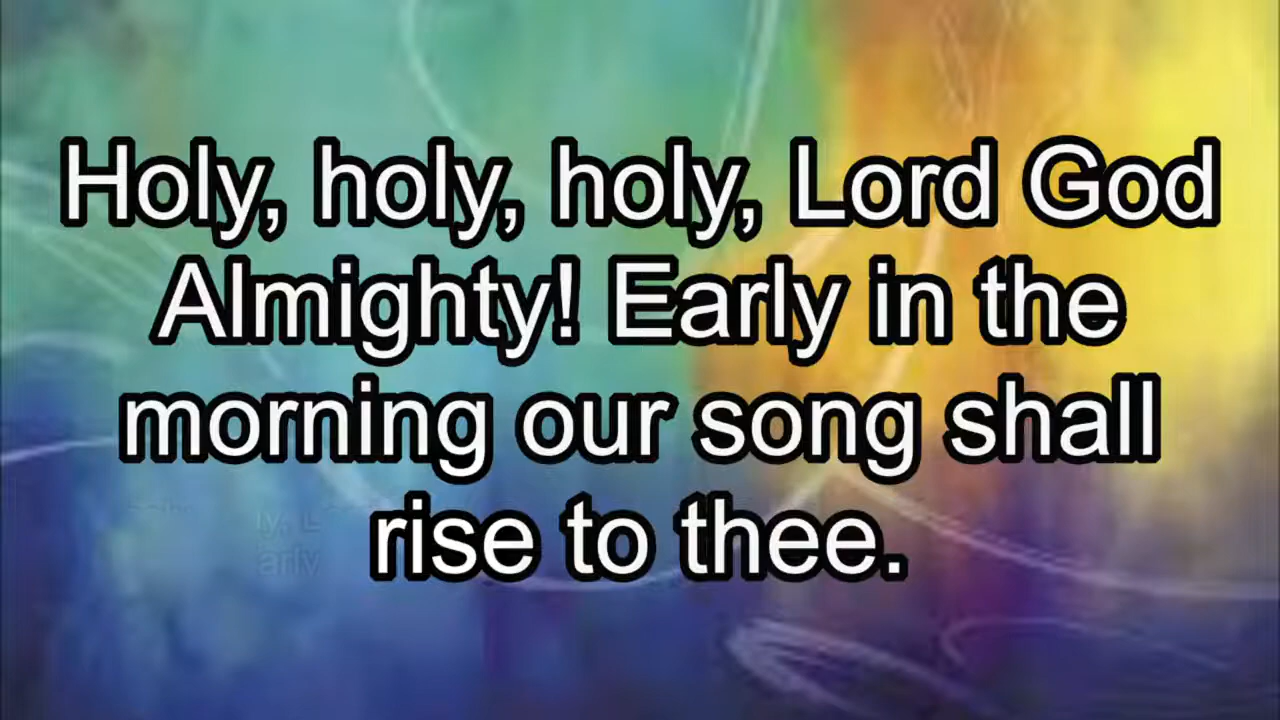 Holy, holy, holy, Lord God
Almighty! Early in the
morning our song shall
rise to thee.